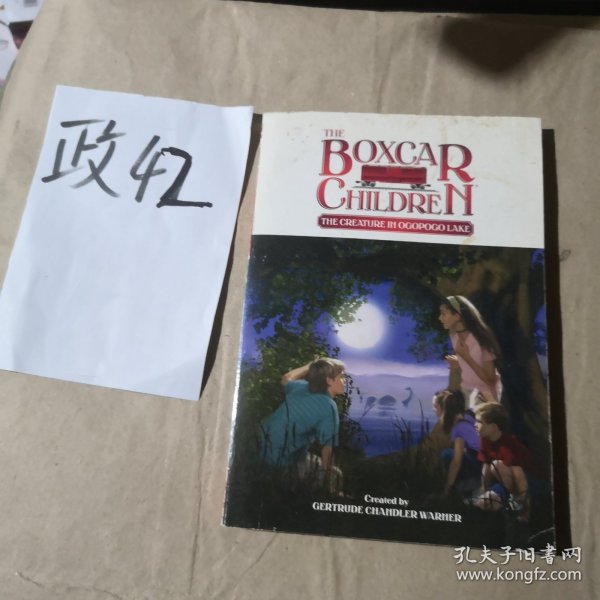 政42
THE
BOXCAR
CHILDREN
THE CREATURE IN OGOPOGO LAKE
Created by
GERTRUDE CHANDLER WARNER
孔夫子旧书网
www.kongfz.com